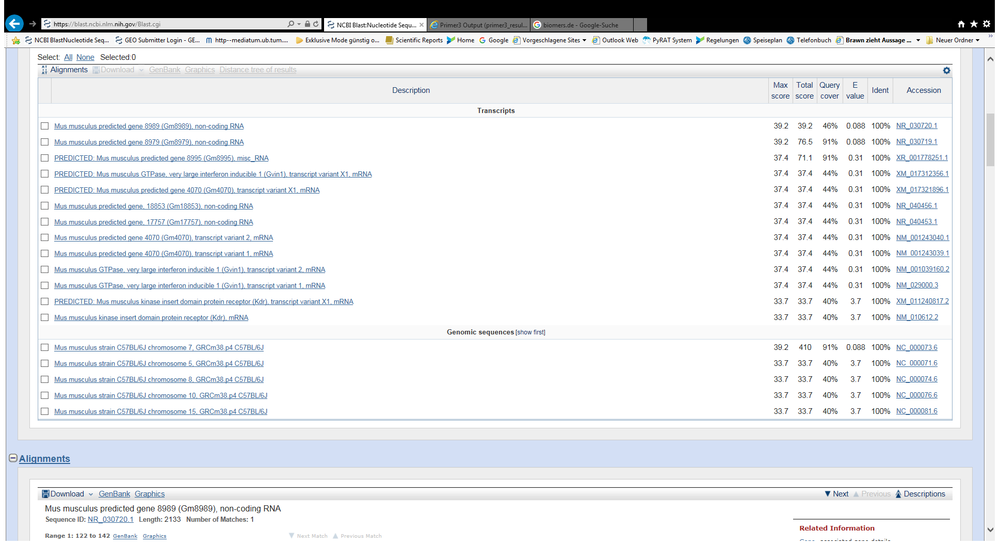 https://blast.ncbi.nlm.nih.gov/Blast.cgi NCBI Blast:Nucleotide Sequ... Primer3 Output (primer3_resul... biomers.de - Google-Suche
NCBI BlastNucleotide Seq... GEO Submitter Login - GE... http--mediatum.ub.tum.... Exklusive Mode günstig o... Scientific Reports Home Google Vorgeschlagene Sites Outlook Web PyRAT System Regelungen Speiseplan Telefonbuch Brawn zieht Aussage ... Neuer Ordner
Select: All None Selected:0
Alignments Download GenBank Graphics Distance tree of results
Description Max score Total score Query cover E value Ident Accession
Transcripts
Mus musculus predicted gene 8989 (Gm8989), non-coding RNA 39.2 39.2 46% 0.088 100% NR_030720.1
Mus musculus predicted gene 8979 (Gm8979), non-coding RNA 39.2 76.5 91% 0.088 100% NR_030719.1
PREDICTED: Mus musculus predicted gene 8995 (Gm8995), misc_RNA 37.4 71.1 91% 0.31 100% XR_001778251.1
PREDICTED: Mus musculus GTPase, very large interferon inducible 1 (Gvin1), transcript variant X1, mRNA 37.4 37.4 44% 0.31 100% XM_017312356.1
PREDICTED: Mus musculus predicted gene 4070 (Gm4070), transcript variant X1, mRNA 37.4 37.4 44% 0.31 100% XM_017321896.1
Mus musculus predicted gene, 18853 (Gm18853), non-coding RNA 37.4 37.4 44% 0.31 100% NR_040456.1
Mus musculus predicted gene, 17757 (Gm17757), non-coding RNA 37.4 37.4 44% 0.31 100% NR_040453.1
Mus musculus predicted gene 4070 (Gm4070), transcript variant 2, mRNA 37.4 37.4 44% 0.31 100% NM_001243040.1
Mus musculus predicted gene 4070 (Gm4070), transcript variant 1, mRNA 37.4 37.4 44% 0.31 100% NM_001243039.1
Mus musculus GTPase, very large interferon inducible 1 (Gvin1), transcript variant 2, mRNA 37.4 37.4 44% 0.31 100% NM_001039160.2
Mus musculus GTPase, very large interferon inducible 1 (Gvin1), transcript variant 1, mRNA 37.4 37.4 44% 0.31 100% NM_029000.3
PREDICTED: Mus musculus kinase insert domain protein receptor (Kdr), transcript variant X1, mRNA 33.7 33.7 40% 3.7 100% XM_011240817.2
Mus musculus kinase insert domain protein receptor (Kdr), mRNA 33.7 33.7 40% 3.7 100% NM_010612.2
Genomic sequences [show first]
Mus musculus strain C57BL/6J chromosome 7, GRCm38.p4 C57BL/6J 39.2 410 91% 0.088 100% NC_000073.6
Mus musculus strain C57BL/6J chromosome 5, GRCm38.p4 C57BL/6J 33.7 33.7 40% 3.7 100% NC_000071.6
Mus musculus strain C57BL/6J chromosome 8, GRCm38.p4 C57BL/6J 33.7 33.7 40% 3.7 100% NC_000074.6
Mus musculus strain C57BL/6J chromosome 10, GRCm38.p4 C57BL/6J 33.7 33.7 40% 3.7 100% NC_000076.6
Mus musculus strain C57BL/6J chromosome 15, GRCm38.p4 C57BL/6J 33.7 33.7 40% 3.7 100% NC_000081.6
Alignments
Download GenBank Graphics Next Previous Descriptions
Mus musculus predicted gene 8989 (Gm8989), non-coding RNA
Sequence ID: NR_030720.1 Length: 2133 Number of Matches: 1
Related Information
Range 1: 122 to 142 GenBank Graphics Next Match Previous Match